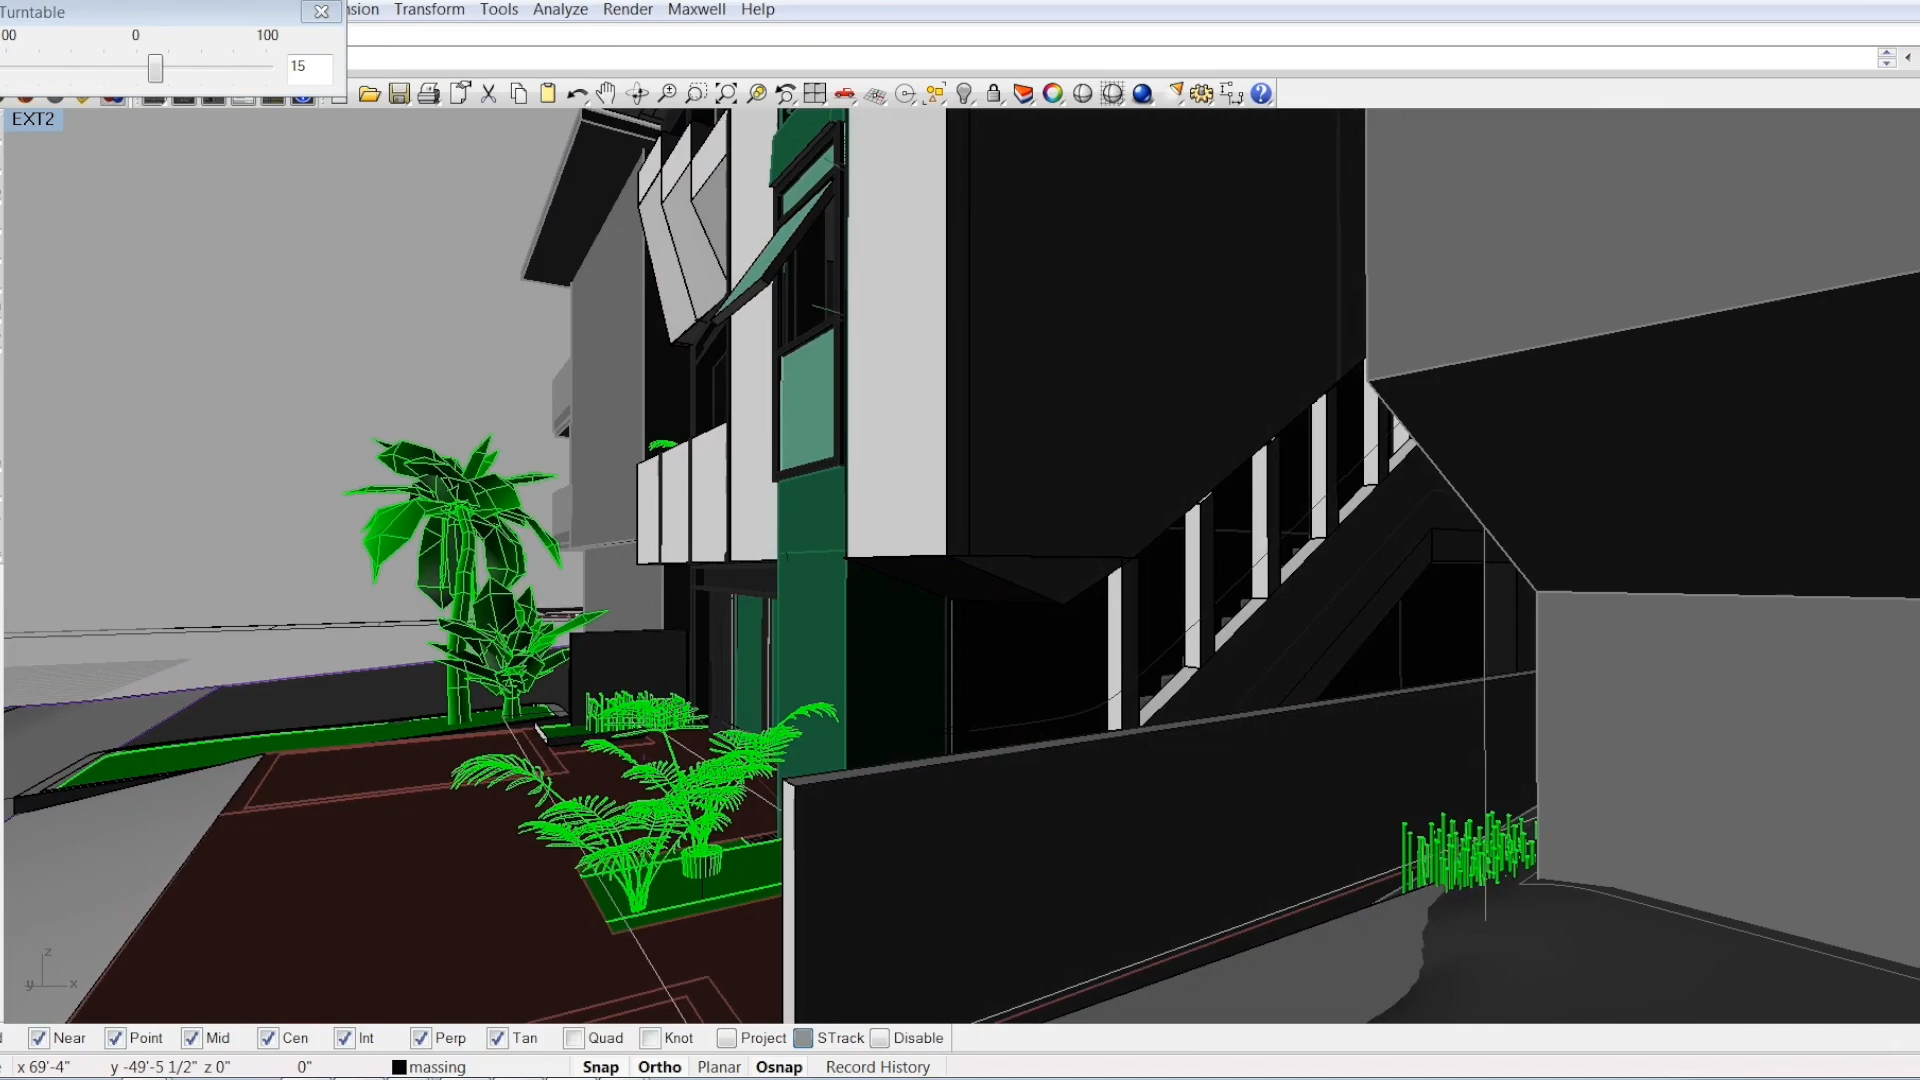 Turntable
nsion Transform Tools Analyze Render Maxwell Help
00 0 100
15
EXT2
z
y x
Near Point Mid Cen Int Perp Tan Quad Knot Project STrack Disable
x 69'-4" y -49'-5 1/2" z 0" 0" massing Snap Ortho Planar Osnap Record History